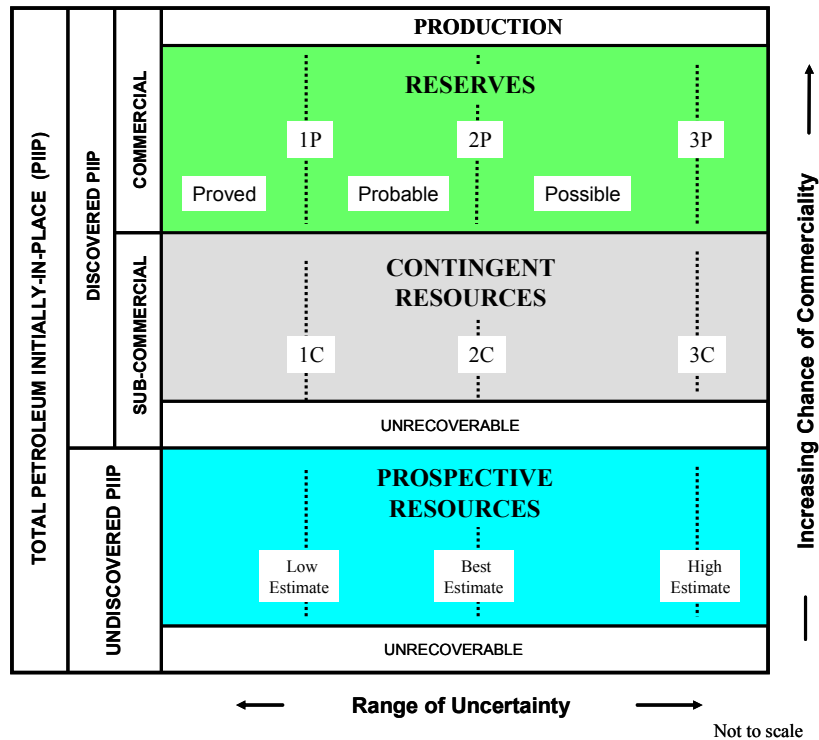 TOTAL PETROLEUM INITIALLY-IN-PLACE (PIIP)
DISCOVERED PIIP
UNDISCOVERED PIIP
COMMERCIAL
SUB-COMMERCIAL
PRODUCTION
RESERVES
1P
2P
3P
Proved
Probable
Possible
CONTINGENT
RESOURCES
1C
2C
3C
UNRECOVERABLE
PROSPECTIVE
RESOURCES
Low
Estimate
Best
Estimate
High
Estimate
UNRECOVERABLE
Increasing Chance of Commerciality
Range of Uncertainty
Not to scale